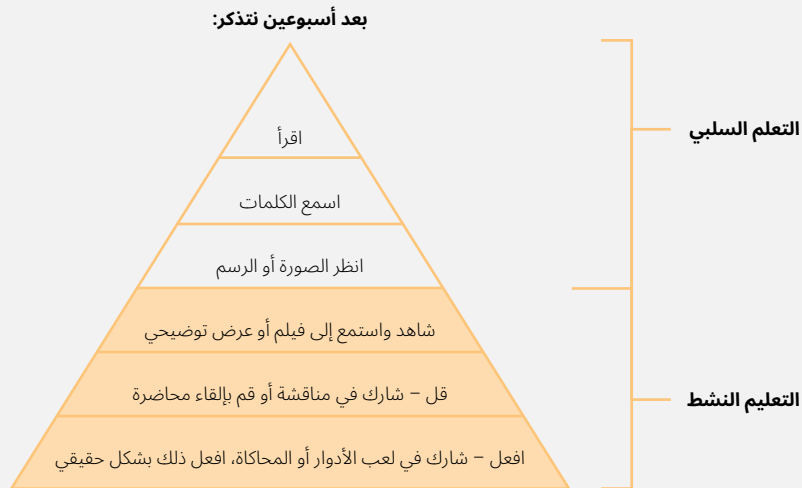 بعد أسبوعين نتذكر:
اقرأ
اسمع الكلمات
انظر الصورة أو الرسم
شاهد واستمع إلى فيلم أو عرض توضيحي
قل – شارك في مناقشة أو قم بإلقاء محاضرة
افعل – شارك في لعب الأدوار أو المحاكاة، افعل ذلك بشكل حقيقي
التعلم السلبي
التعليم النشط